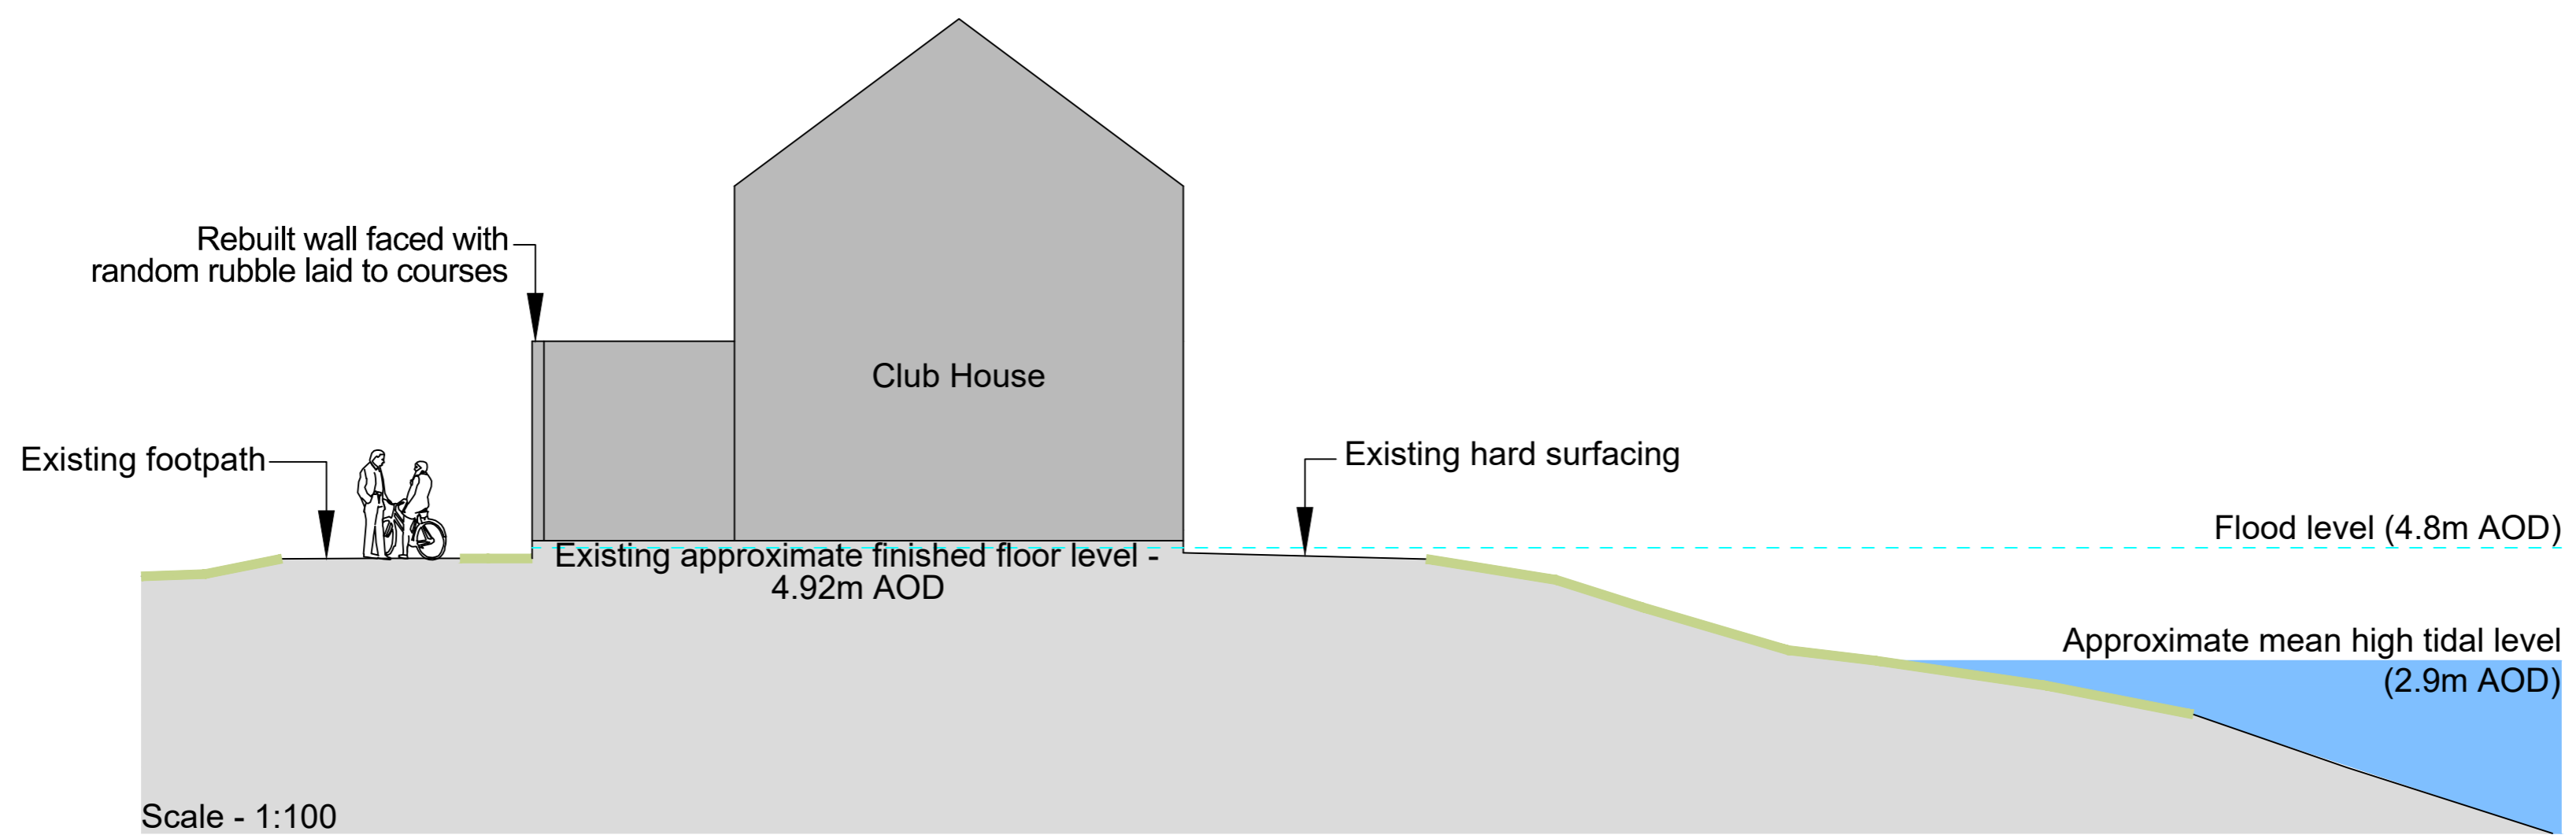 Rebuilt wall faced with
random rubble laid to courses
Club House
Existing footpath
Existing hard surfacing
Flood level (4.8m AOD)
Existing approximate finished floor level -
4.92m AOD
Approximate mean high tidal level
(2.9m AOD)
Scale - 1:100